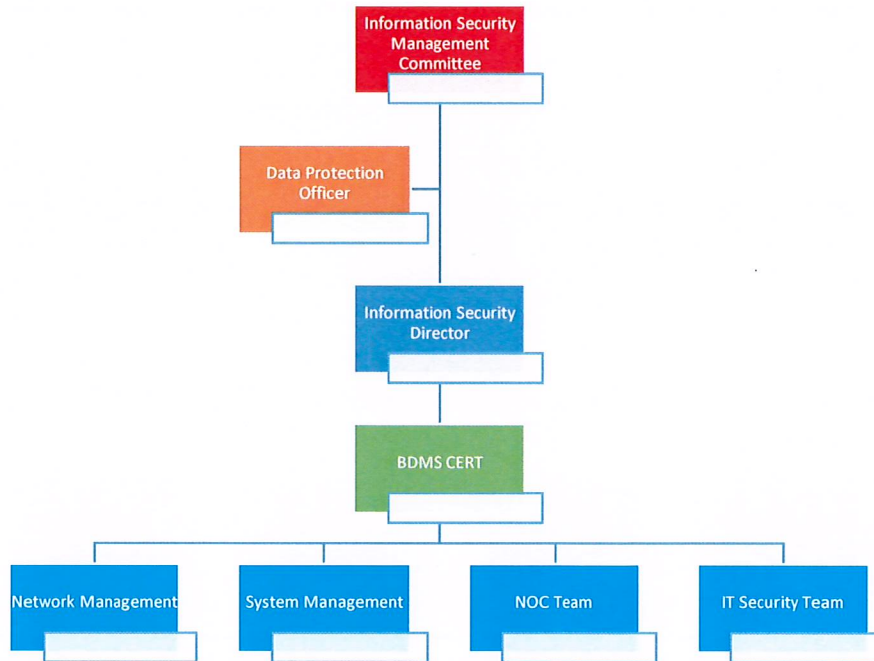 Information Security
Management
Committee
Data Protection
Officer
Information Security
Director
BDMS CERT
Network Management
System Management
NOC Team
IT Security Team